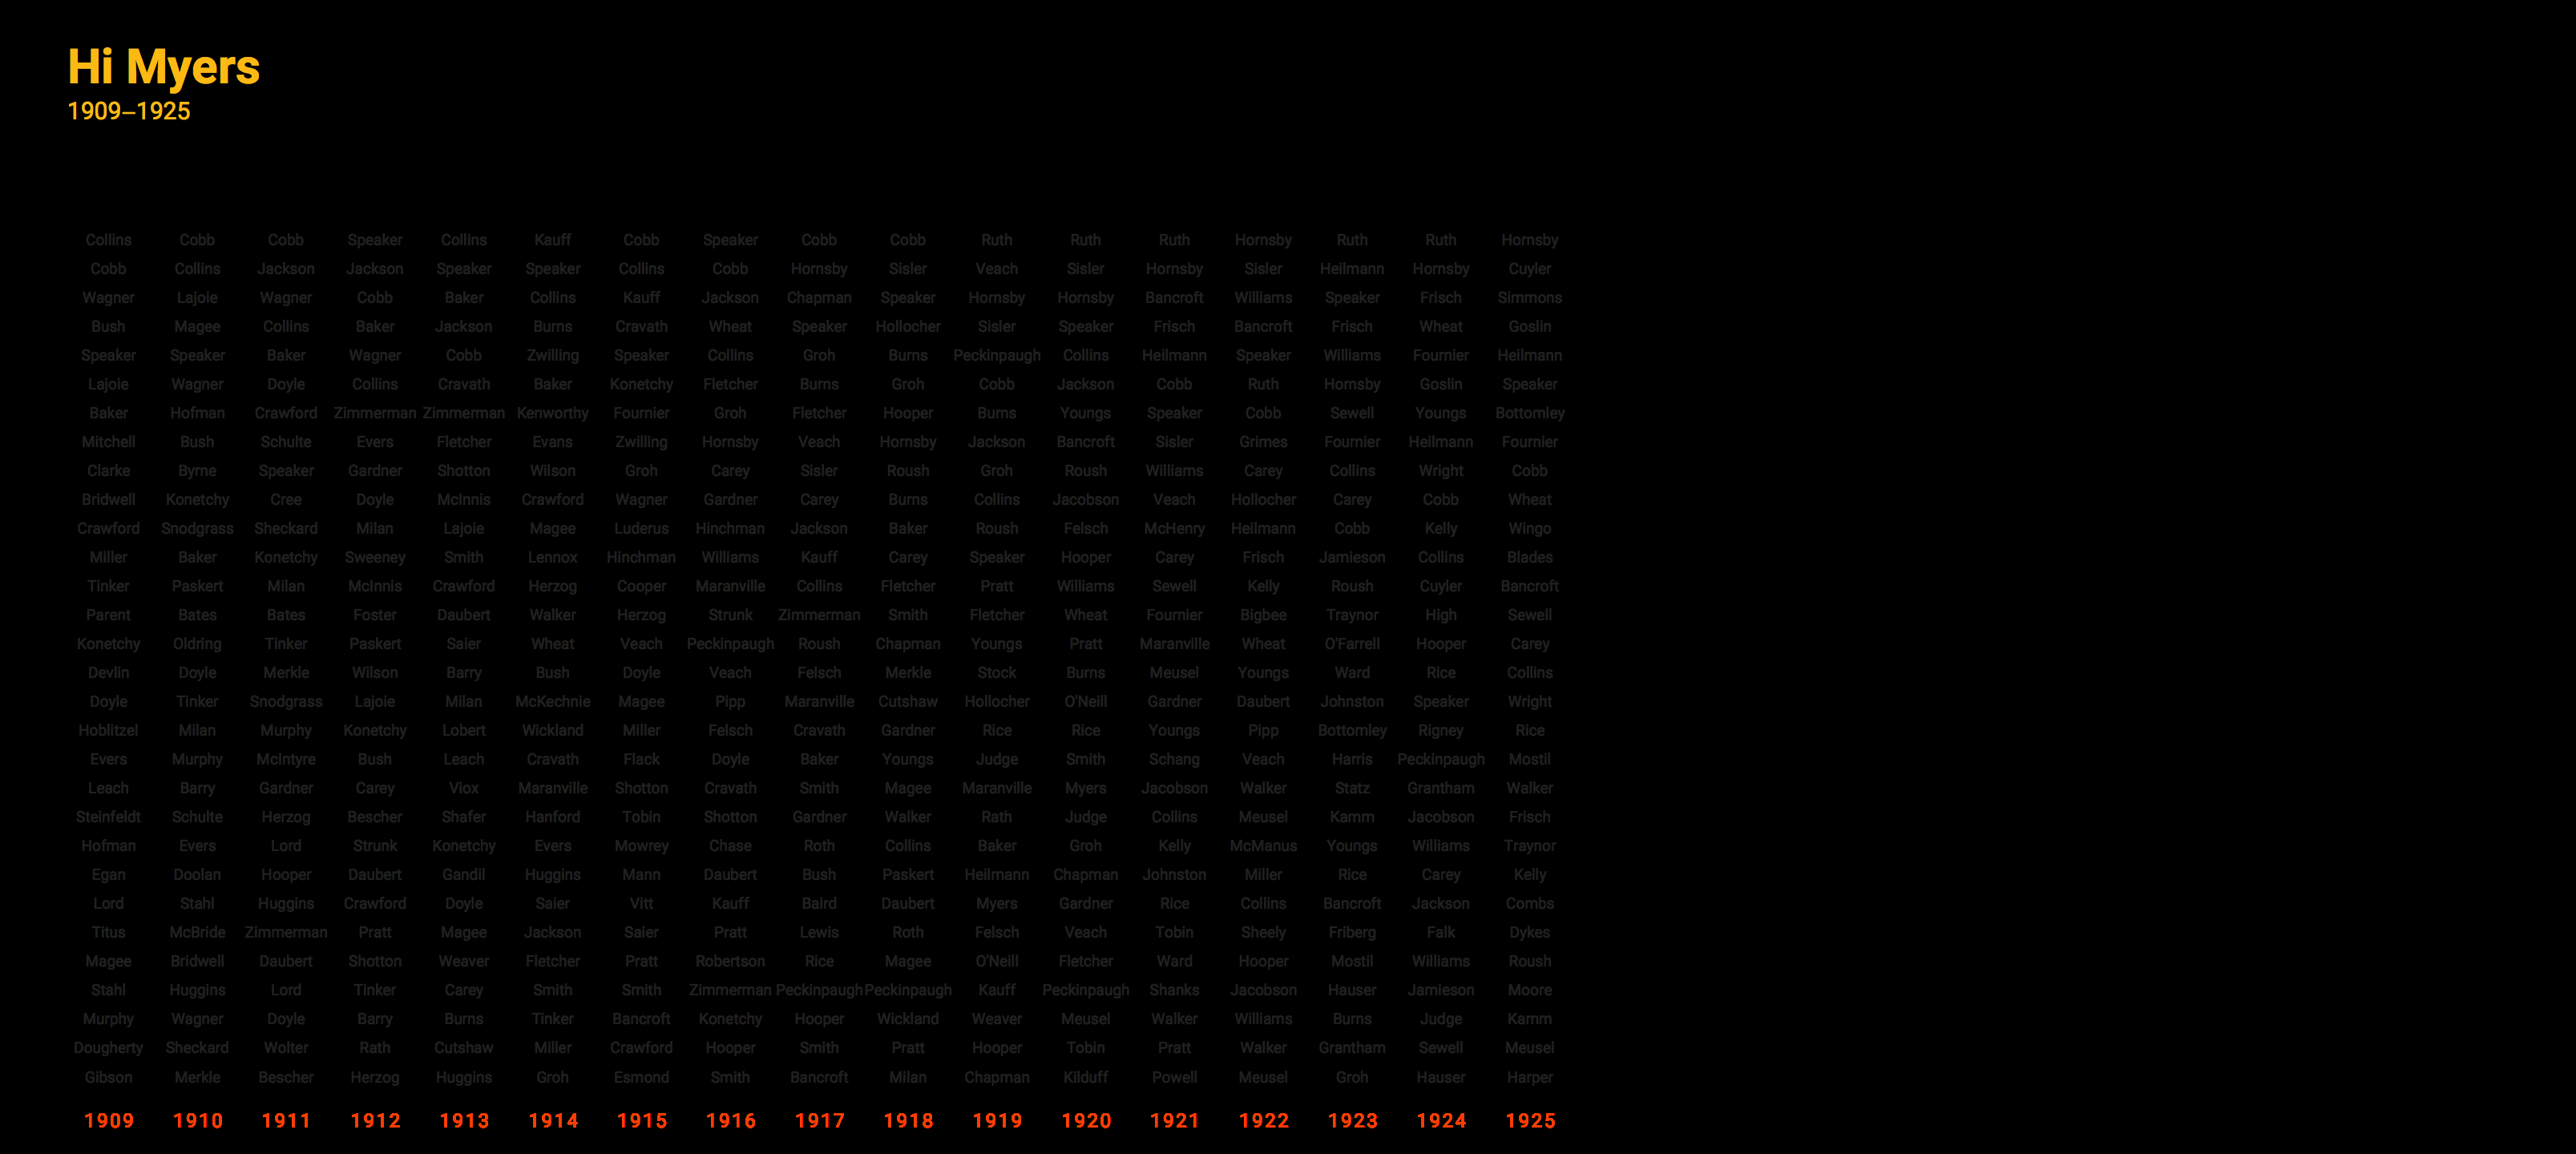 Hi Myers
1909–1925
Collins Cobb Cobb Speaker Collins Kauff Cobb Speaker Cobb Cobb Ruth Ruth Ruth Hornsby Ruth Ruth Hornsby
Cobb Collins Jackson Jackson Speaker Speaker Collins Cobb Hornsby Sisler Veach Sisler Hornsby Sisler Heilmann Hornsby Cuyler
Wagner Lajoie Wagner Cobb Baker Collins Kauff Jackson Chapman Speaker Hornsby Hornsby Bancroft Williams Speaker Frisch Simmons
Bush Magee Collins Baker Jackson Burns Cravath Wheat Speaker Hollocher Sisler Speaker Frisch Bancroft Frisch Wheat Goslin
Speaker Speaker Baker Wagner Cobb Zwilling Speaker Collins Groh Burns Peckinpaugh Collins Heilmann Speaker Williams Fournier Heilmann
Lajoie Wagner Doyle Collins Cravath Baker Konetchy Fletcher Burns Groh Cobb Jackson Cobb Ruth Hornsby Goslin Speaker
Baker Hofman Crawford Zimmerman Zimmerman Kenworthy Fournier Groh Fletcher Hooper Burns Youngs Speaker Cobb Sewell Youngs Bottomley
Mitchell Bush Schulte Evers Fletcher Evans Zwilling Hornsby Veach Hornsby Jackson Bancroft Sisler Grimes Fournier Heilmann Fournier
Clarke Byrne Speaker Gardner Shotton Wilson Groh Carey Sisler Roush Groh Roush Williams Carey Collins Wright Cobb
Bridwell Konetchy Cree Doyle McInnis Crawford Wagner Gardner Carey Burns Collins Jacobson Veach Hollocher Carey Cobb Wheat
Crawford Snodgrass Sheckard Milan Lajoie Magee Luderus Hinchman Jackson Baker Roush Felsch McHenry Heilmann Cobb Kelly Wingo
Miller Baker Konetchy Sweeney Smith Lennox Hinchman Williams Kauff Carey Speaker Hooper Carey Frisch Jamieson Collins Blades
Tinker Paskert Milan McInnis Crawford Herzog Cooper Maranville Collins Fletcher Pratt Williams Sewell Kelly Roush Cuyler Bancroft
Parent Bates Bates Foster Daubert Walker Herzog Strunk Zimmerman Smith Fletcher Wheat Fournier Bigbee Traynor High Sewell
Konetchy Oldring Tinker Paskert Saier Wheat Veach Peckinpaugh Roush Chapman Youngs Pratt Maranville Wheat O'Farrell Hooper Carey
Devlin Doyle Merkle Wilson Barry Bush Doyle Veach Felsch Merkle Stock Burns Meusel Youngs Ward Rice Collins
Doyle Tinker Snodgrass Lajoie Milan McKechnie Magee Pipp Maranville Cutshaw Hollocher O'Neill Gardner Daubert Johnston Speaker Wright
Hoblitzel Milan Murphy Konetchy Lobert Wickland Miller Felsch Cravath Gardner Rice Rice Youngs Pipp Bottomley Rigney Rice
Evers Murphy McIntyre Bush Leach Cravath Flack Doyle Baker Youngs Judge Smith Schang Veach Harris Peckinpaugh Mostil
Leach Barry Gardner Carey Viox Maranville Shotton Cravath Smith Magee Maranville Myers Jacobson Walker Statz Grantham Walker
Steinfeldt Schulte Herzog Bescher Shafer Hanford Tobin Shotton Gardner Walker Rath Judge Collins Meusel Kamm Jacobson Frisch
Hofman Evers Lord Strunk Konetchy Evers Mowrey Chase Roth Collins Baker Groh Kelly McManus Youngs Williams Traynor
Egan Doolan Hooper Daubert Gandil Huggins Mann Daubert Bush Paskert Heilmann Chapman Johnston Miller Rice Carey Kelly
Lord Stahl Huggins Crawford Doyle Saier Vitt Kauff Baird Daubert Myers Gardner Rice Collins Bancroft Jackson Combs
Titus McBride Zimmerman Pratt Magee Jackson Saier Pratt Lewis Roth Felsch Veach Tobin Sheely Friberg Falk Dykes
Magee Bridwell Daubert Shotton Weaver Fletcher Pratt Robertson Rice Magee O'Neill Fletcher Ward Hooper Mostil Williams Roush
Stahl Huggins Lord Tinker Carey Smith Smith Zimmerman Peckinpaugh Peckinpaugh Kauff Peckinpaugh Shanks Jacobson Hauser Jamieson Moore
Murphy Wagner Doyle Barry Burns Tinker Bancroft Konetchy Hooper Wickland Weaver Meusel Walker Williams Burns Judge Kamm
Dougherty Sheckard Wolter Rath Cutshaw Miller Crawford Hooper Smith Pratt Hooper Tobin Pratt Walker Grantham Sewell Meusel
Gibson Merkle Bescher Herzog Huggins Groh Esmond Smith Bancroft Milan Chapman Kilduff Powell Meusel Groh Hauser Harper
1909 1910 1911 1912 1913 1914 1915 1916 1917 1918 1919 1920 1921 1922 1923 1924 1925